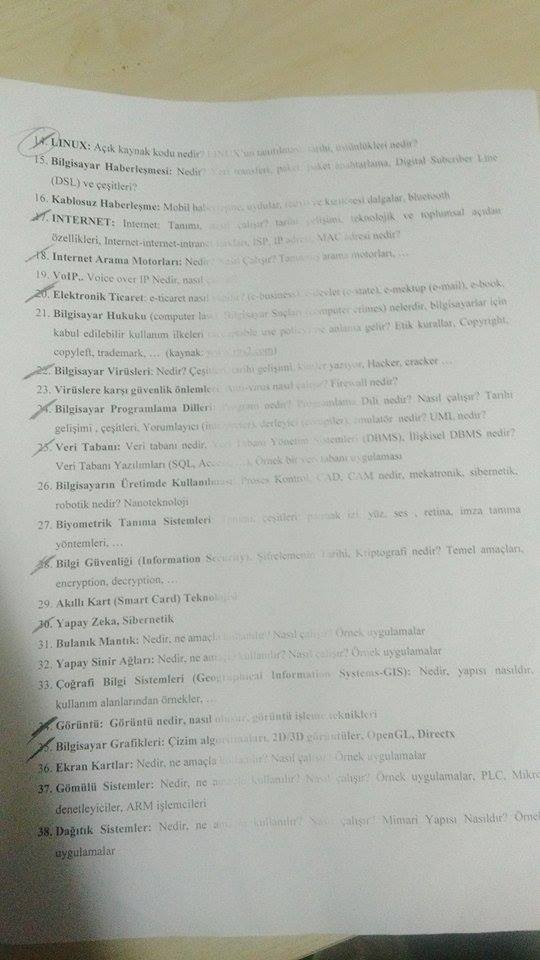 14. LINUX: Açık kaynak kodu nedir? LINUX'un tanıtılması, tarihi, üstünlükleri nedir?
15. Bilgisayar Haberleşmesi: Nedir? Veri transferi, paket, paket anahtarlama, Digital Subcriber Line
(DSL) ve çeşitleri?
16. Kablosuz Haberleşme: Mobil haberleşme, uydular, ve dalgalar, bluetooth
17. INTERNET: Internet: Tanımı, nasıl çalışır? tarihi gelişimi, teknolojik ve toplumsal açıdan
özellikleri, Internet-internet-intranet ISP, IP adresi, MAC adresi nedir?
18. Internet Arama Motorları: Nedir? Nasıl Çalışır? Tanınmış arama motorları, …
19. VoIP.. Voice over IP Nedir, nasıl
20. Elektronik Ticaret: e-ticaret nasıl (e-business), e-devlet (e-state), e-mektup (e-mail), e-book,
21. Bilgisayar Hukuku (computer law) Bilgisayar Suçları (computer crimes) nelerdir, bilgisayarlar için
kabul edilebilir kullanım ilkeleri (acceptable use policy) ne anlama gelir? Etik kurallar, Copyright,
copyleft, trademark, … (kaynak:
22. Bilgisayar Virüsleri: Nedir? Çeşitleri, tarihi gelişimi, kimler yazıyor, Hacker, cracker …
23. Virüslere karşı güvenlik önlemleri: Anti-virus nasıl çalışır? Firewall nedir?
24. Bilgisayar Programlama Dilleri: Program nedir? Programlama Dili nedir? Nasıl çalışır? Tarihi
gelişimi , çeşitleri, Yorumlayıcı (interpreter), derleyici (compiler), emulatör nedir? UML nedir?
25. Veri Tabanı: Veri tabanı nedir, Veri Tabanı Yönetim Sistemleri (DBMS), İlişkisel DBMS nedir?
Veri Tabanı Yazılımları (SQL, Access, …), Örnek bir veri tabanı uygulaması
26. Bilgisayarın Üretimde Kullanılması: Proses Kontrol, CAD, CAM nedir, mekatronik, sibernetik,
robotik nedir? Nanoteknoloji
27. Biyometrik Tanıma Sistemleri: Tanımı, çeşitleri: parmak izi, yüz, ses , retina, imza tanıma
yöntemleri, …
28. Bilgi Güvenliği (Information Security): Şifrelemenin Tarihi, Kriptografi nedir? Temel amaçları,
encryption, decryption, …
29. Akıllı Kart (Smart Card) Teknolojisi
30. Yapay Zeka, Sibernetik
31. Bulanık Mantık: Nedir, ne amaçla kullanılır? Nasıl çalışır? Örnek uygulamalar
32. Yapay Sinir Ağları: Nedir, ne amaçla kullanılır? Nasıl çalışır? Örnek uygulamalar
33. Çoğrafi Bilgi Sistemleri (Geographical Information Systems-GIS): Nedir, yapısı nasıldır,
kullanım alanlarından örnekler, …
34. Görüntü: Görüntü nedir, nasıl oluşur, görüntü işleme teknikleri
35. Bilgisayar Grafikleri: Çizim algoritmaları, 2D/3D görüntüler, OpenGL, Directx
36. Ekran Kartlar: Nedir, ne amaçla kullanılır? Nasıl çalışır? Örnek uygulamalar
37. Gömülü Sistemler: Nedir, ne amaçla kullanılır? Nasıl çalışır? Örnek uygulamalar, PLC, Mikro
denetleyiciler, ARM işlemcileri
38. Dağıtık Sistemler: Nedir, ne amaçla kullanılır? Nasıl çalışır? Mimari Yapısı Nasıldır? Örnek
uygulamalar